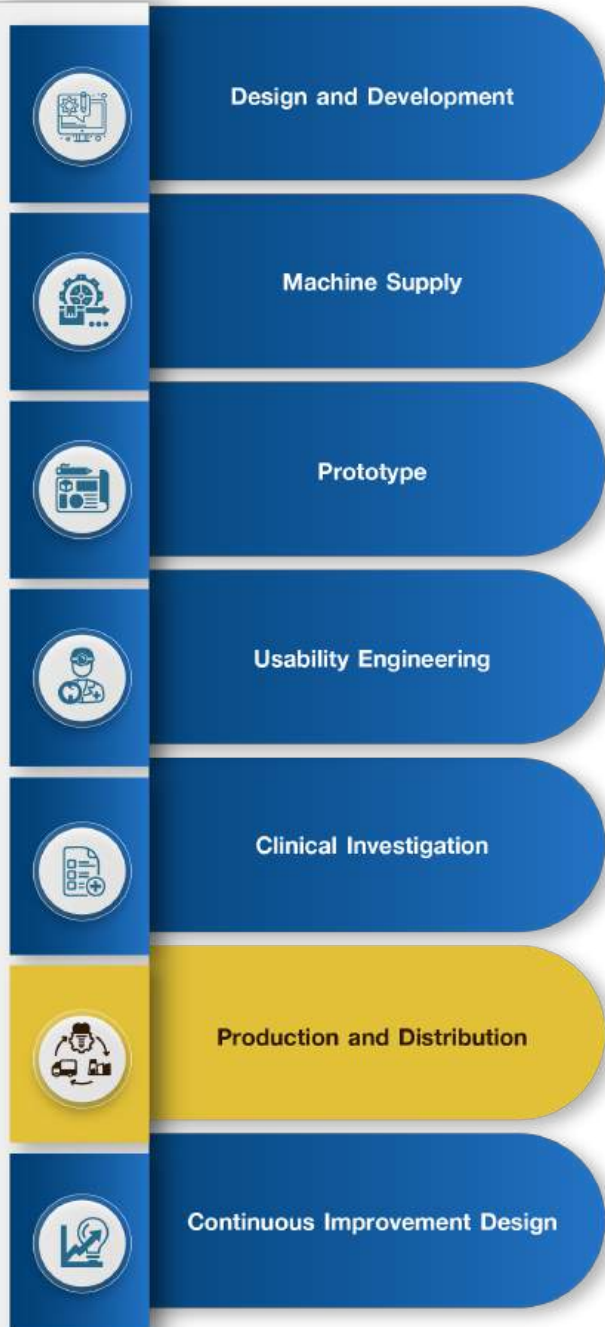 Design and Development
Machine Supply
Prototype
Usability Engineering
Clinical Investigation
Production and Distribution
Continuous Improvement Design